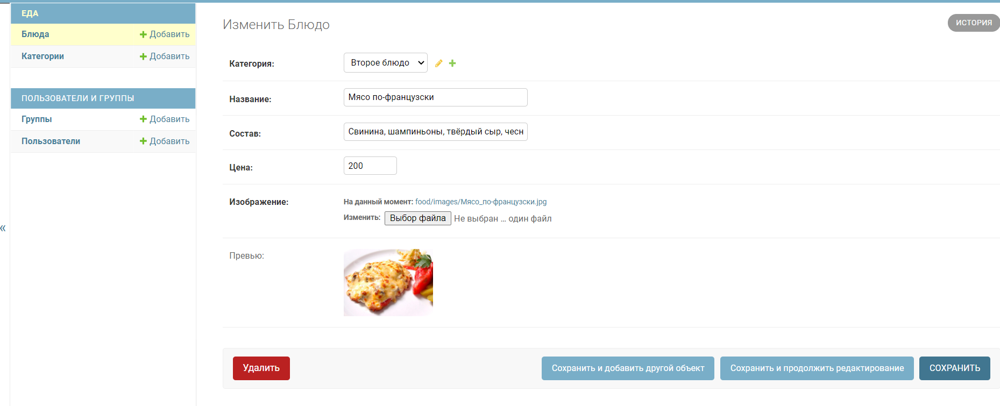 ЕДА
Блюда
Добавить
Категории
Добавить
ПОЛЬЗОВАТЕЛИ И ГРУППЫ
Группы
Добавить
Пользователи
Добавить
«
Изменить Блюдо
ИСТОРИЯ
Категория:
Второе блюдо
Название:
Мясо по-французски
Состав:
Свинина, шампиньоны, твёрдый сыр, чесн
Цена:
200
Изображение:
На данный момент: food/images/Мясо_по-французски.jpg
Изменить: Выбор файла Не выбран ... один файл
Превью:
Удалить
Сохранить и добавить другой объект
Сохранить и продолжить редактирование
СОХРАНИТЬ